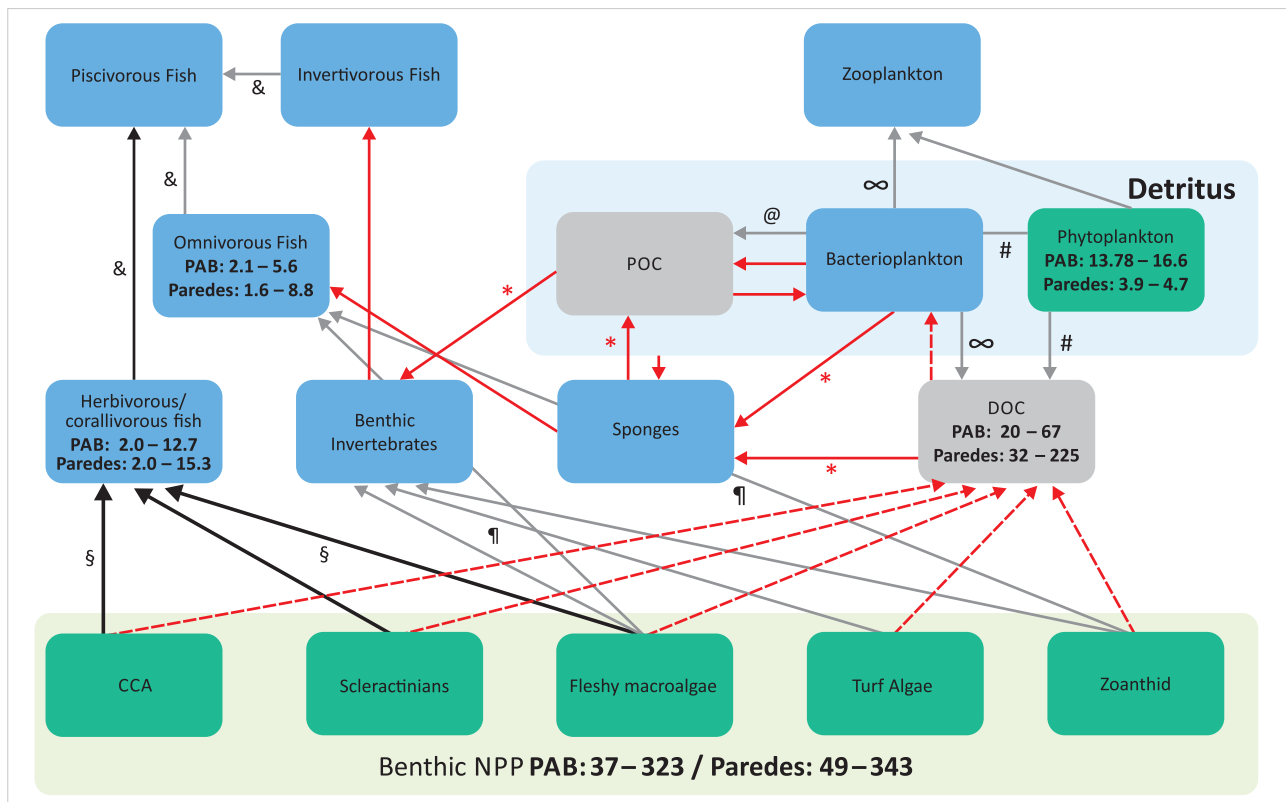 Piscivorous Fish
&
Invertivorous Fish
Zooplankton
&
&
∞
Detritus
Omnivorous Fish
PAB: 2.1 – 5.6
Paredes: 1.6 – 8.8
POC
@
Bacterioplankton
#
Phytoplankton
PAB: 13.78 – 16.6
Paredes: 3.9 – 4.7
*
*
*
∞
#
Herbivorous/
corallivorous fish
PAB: 2.0 – 12.7
Paredes: 2.0 – 15.3
Benthic
Invertebrates
Sponges
*
DOC
PAB: 20 – 67
Paredes: 32 – 225
§
§
¶
¶
CCA
Scleractinians
Fleshy macroalgae
Turf Algae
Zoanthid
Benthic NPP PAB: 37 – 323 / Paredes: 49 – 343